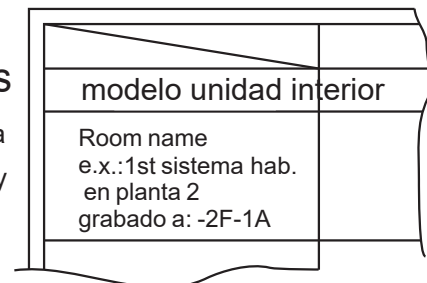 s
modelo unidad interior
a
Room name
y
e.x.:1st sistema hab.
en planta 2
grabado a: -2F-1A